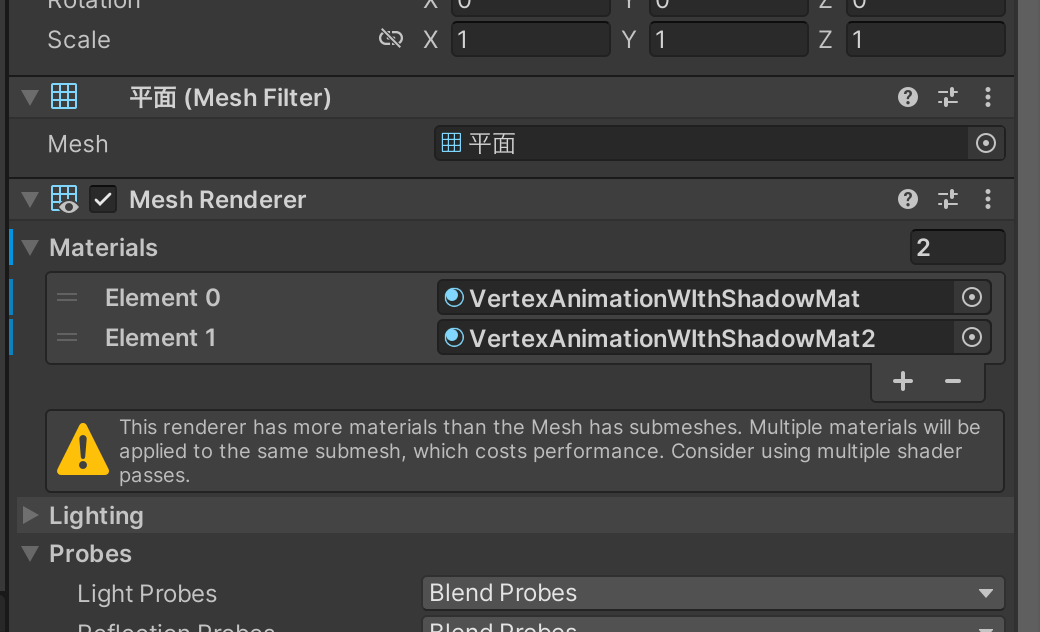 Rotation X 0 Y 0 Z 0
Scale X 1 Y 1 Z 1
平面 (Mesh Filter)
Mesh 平面
Mesh Renderer
Materials 2
Element 0 VertexAnimationWIthShadowMat
Element 1 VertexAnimationWIthShadowMat2
+ −
This renderer has more materials than the Mesh has submeshes. Multiple materials will be
applied to the same submesh, which costs performance. Consider using multiple shader
passes.
Lighting
Probes
Light Probes Blend Probes
Reflection Probes Blend Probes